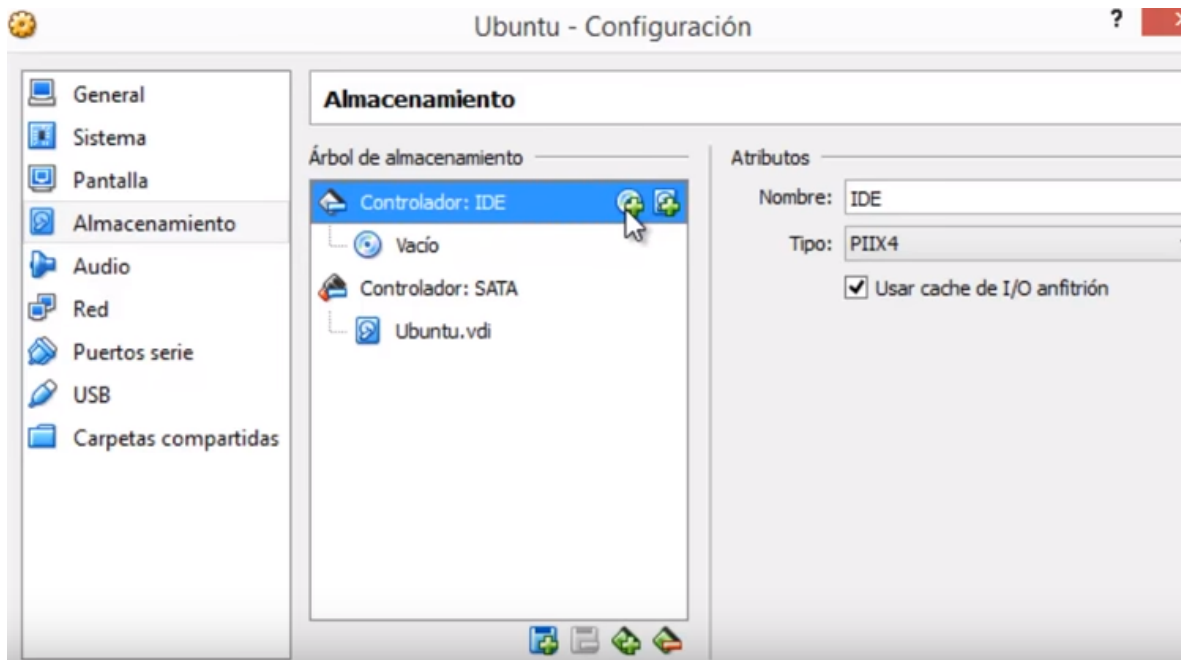 Ubuntu - Configuración
?
General
Sistema
Pantalla
Almacenamiento
Audio
Red
Puertos serie
USB
Carpetas compartidas
Almacenamiento
Árbol de almacenamiento
Controlador: IDE
Vacío
Controlador: SATA
Ubuntu.vdi
Atributos
Nombre: IDE
Tipo: PIIX4
Usar cache de I/O anfitrión